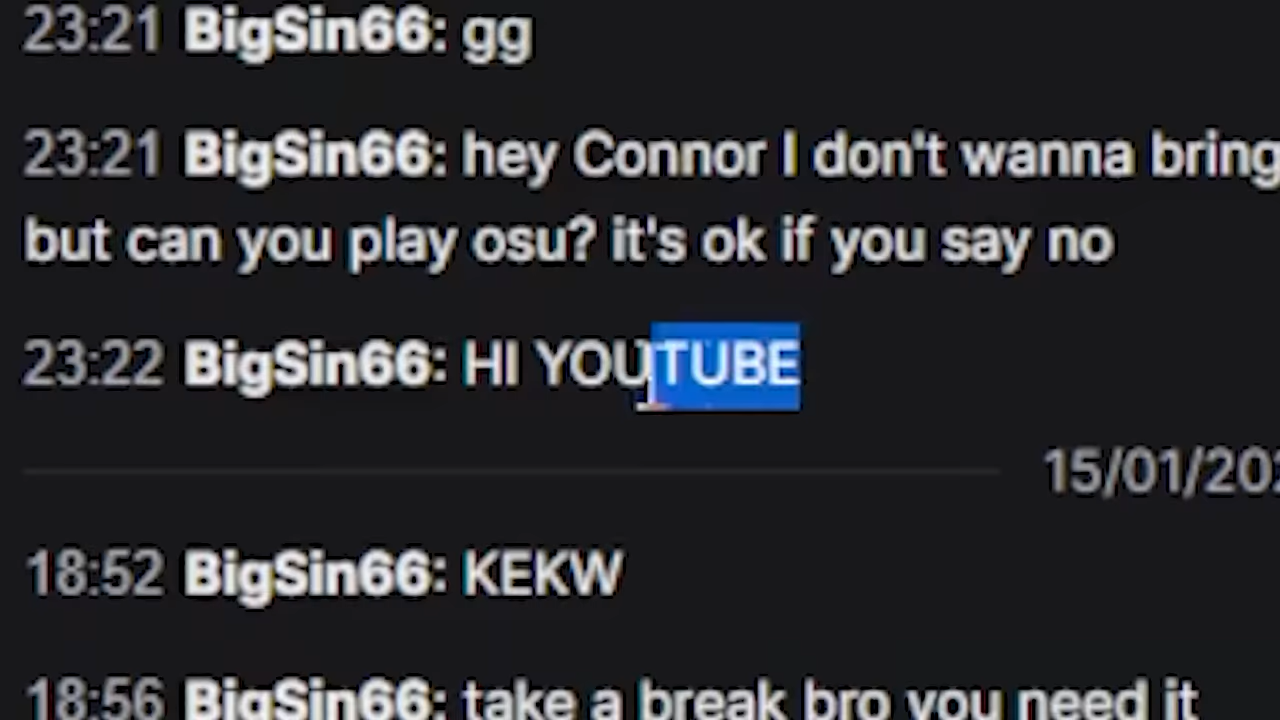 23:21 BigSin66: gg
23:21 BigSin66: hey Connor I don't wanna bring
but can you play osu? it's ok if you say no
23:22 BigSin66: HI YOUTUBE
15/01/202
18:52 BigSin66: KEKW
18:56 BigSin66: take a break bro you need it